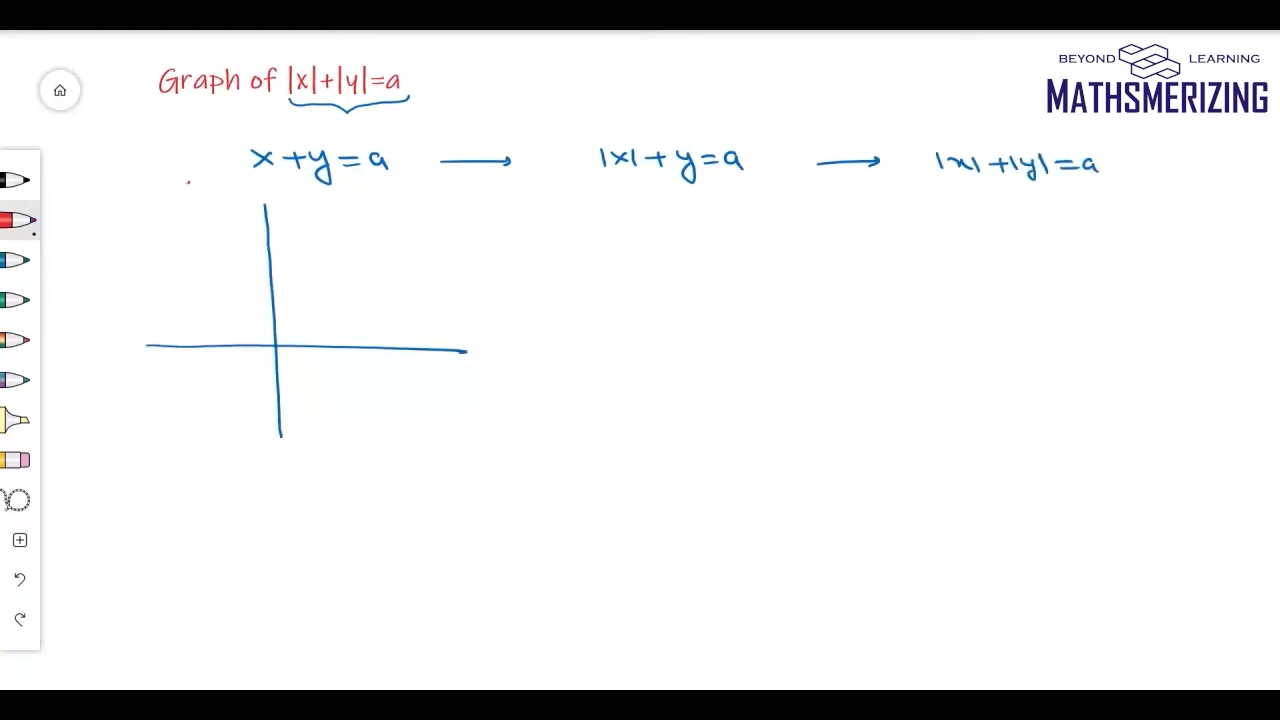 Graph of |x|+|y|=a
BEYOND LEARNING
MATHSMERIZING
x + y = a ⟶ |x| + y = a ⟶ |x| + |y| = a